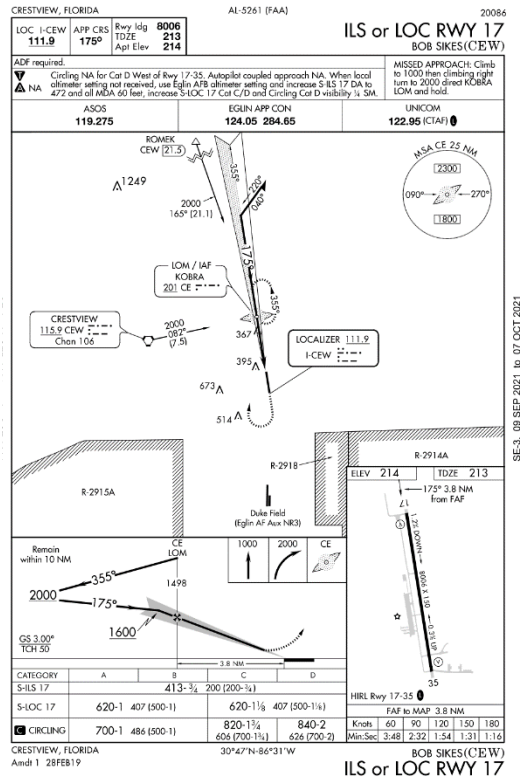 CRESTVIEW, FLORIDA
AL-5261 (FAA)
20086
LOC I-CEW
111.9
APP CRS
175°
Rwy ldg 8006
TDZE 213
Apt Elev 214
ILS or LOC RWY 17
BOB SIKES(CEW)
ADF required.
T
A NA
Circling NA for Cat D West of Rwy 17-35. Autopilot coupled approach NA. When local
altimeter setting not received, use Eglin AFB altimeter setting and increase S-ILS 17 DA to
472 and all MDA 60 feet, increase S-LOC 17 Cat C/D and Circling Cat D visibility ¼ SM.
MISSED APPROACH: Climb
to 1000 then climbing right
turn to 2000 direct KOBRA
LOM and hold.
ASOS
119.275
EGLIN APP CON
124.05 284.65
UNICOM
122.95 (CTAF) L
ROMEK
CEW 21.5
1249
2000
165° (21.1)
355°
220°
040°
175°
MSA CE 25 NM
2300
090°
270°
1800
LOM / IAF
KOBRA
201 CE
355°
CRESTVIEW
115.9 CEW
Chan 106
2000
082°
(7.5)
367
395
LOCALIZER 111.9
I-CEW
673
514
R-2915A
R-2918
R-2914A
Duke Field
(Eglin AF Aux NR3)
ELEV 214
TDZE 213
175° 3.8 NM
from FAF
17
1.2% DOWN
8006 X 150
0.3% UP
35
HIRL Rwy 17-35 L
Remain
within 10 NM
CE
LOM
1498
355°
2000
175°
1600
GS 3.00°
TCH 50
3.8 NM
1000
2000
CE
CATEGORY A B C D
S-ILS 17 413-¾ 200 (200-¾)
S-LOC 17 620-1 407 (500-1) 620-1⅛ 407 (500-1⅛)
C CIRCLING 700-1 486 (500-1) 820-1¾ 606 (700-1¾) 840-2 626 (700-2)
FAF to MAP 3.8 NM
Knots 60 90 120 150 180
Min:Sec 3:48 2:32 1:54 1:31 1:16
CRESTVIEW, FLORIDA
Amdt 1 28FEB19
30°47'N-86°31'W
BOB SIKES(CEW)
ILS or LOC RWY 17
SE-3, 09 SEP 2021 to 07 OCT 2021